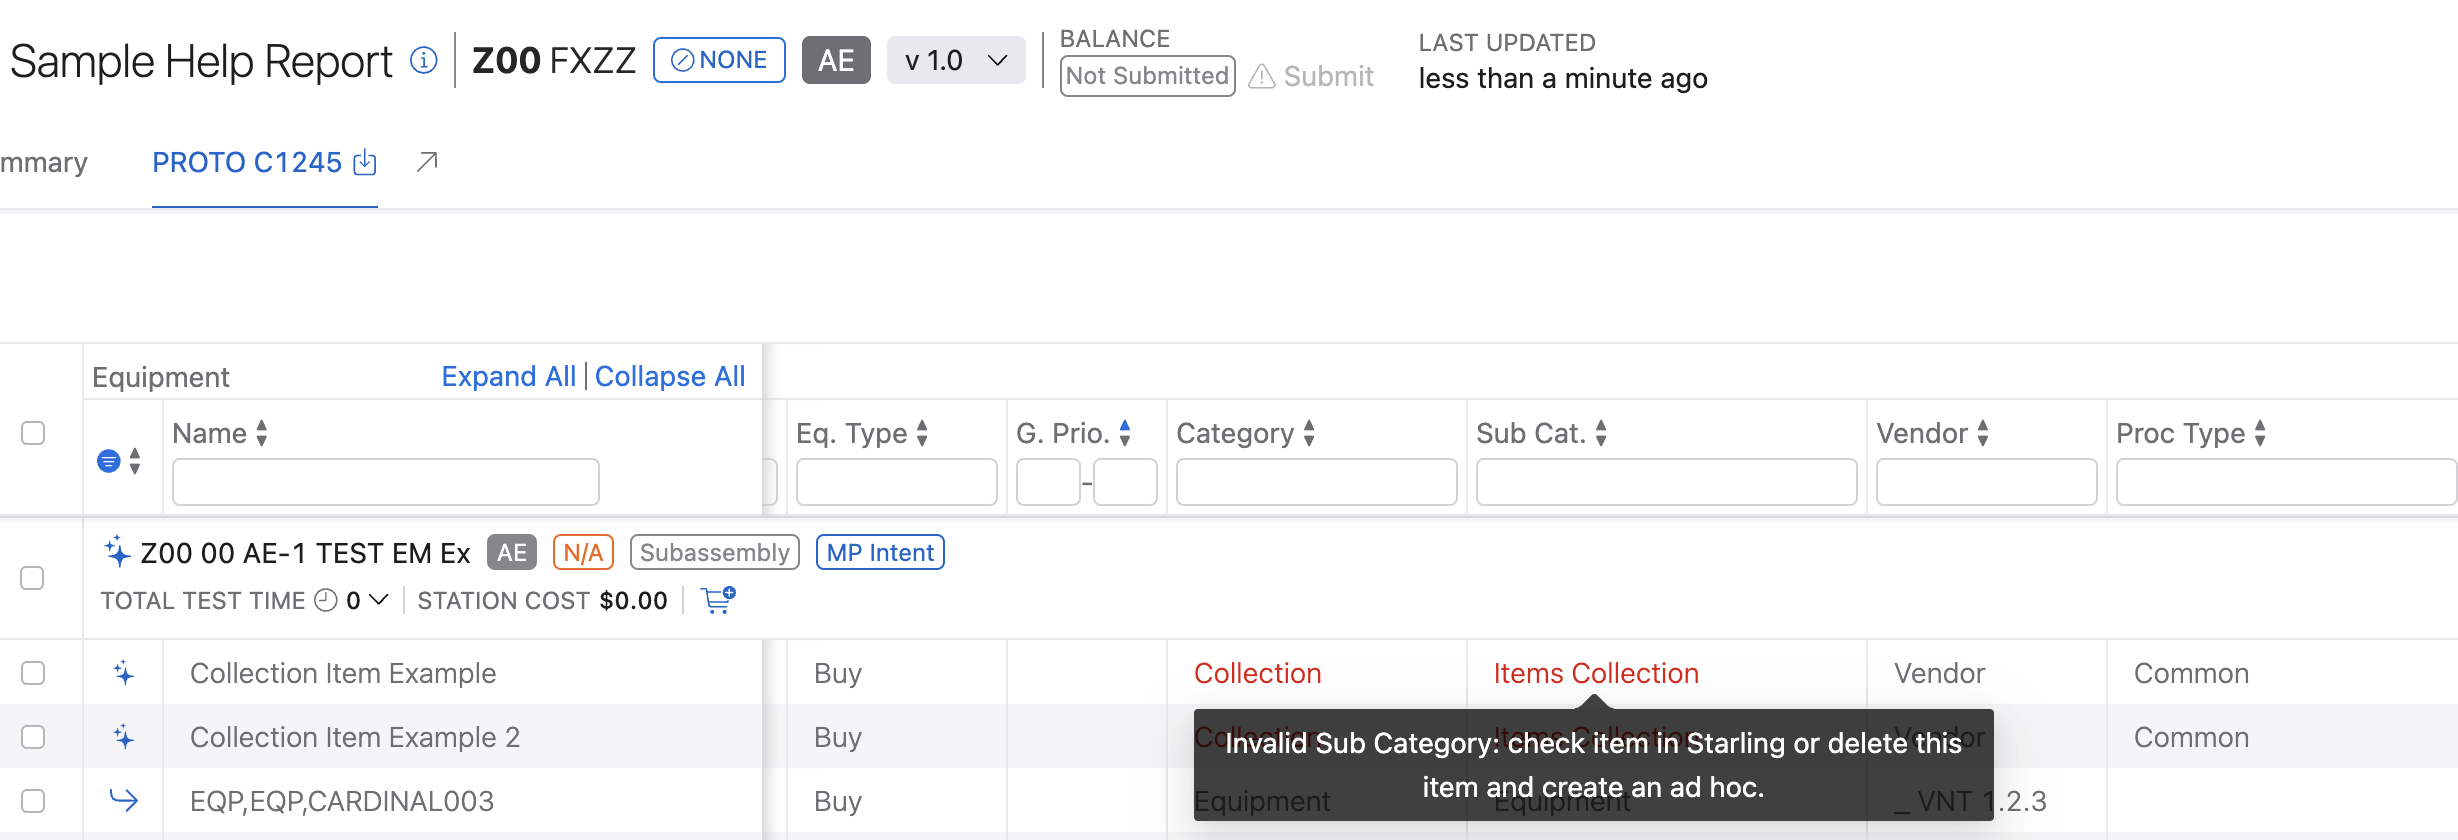 Sample Help Report Z00 FXZZ NONE AE v 1.0 BALANCE Not Submitted Submit LAST UPDATED less than a minute ago
mmary PROTO C1245
Equipment Expand All | Collapse All
Name Eq. Type G. Prio. Category Sub Cat. Vendor Proc Type
-
Z00 00 AE-1 TEST EM Ex AE N/A Subassembly MP Intent
TOTAL TEST TIME 0 STATION COST $0.00
Collection Item Example Buy Collection Items Collection Vendor Common
Collection Item Example 2 Buy Collection Items Collection Vendor Common
Invalid Sub Category: check item in Starling or delete this
item and create an ad hoc.
EQP,EQP,CARDINAL003 Buy Equipment Equipment _ VNT 1.2.3